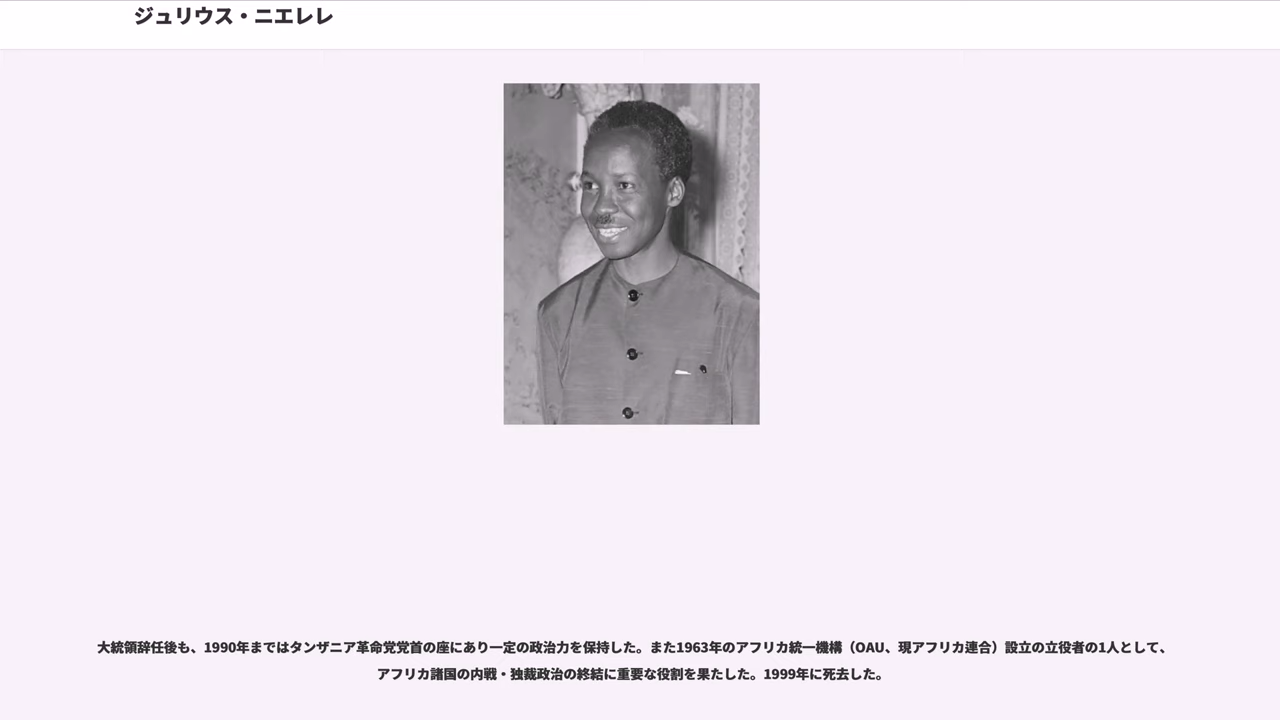 ジュリウス・ニエレレ
大統領辞任後も、1990年まではタンザニア革命党党首の座にあり一定の政治力を保持した。また1963年のアフリカ統一機構（OAU、現アフリカ連合）設立の立役者の1人として、
アフリカ諸国の内戦・独裁政治の終結に重要な役割を果たした。1999年に死去した。